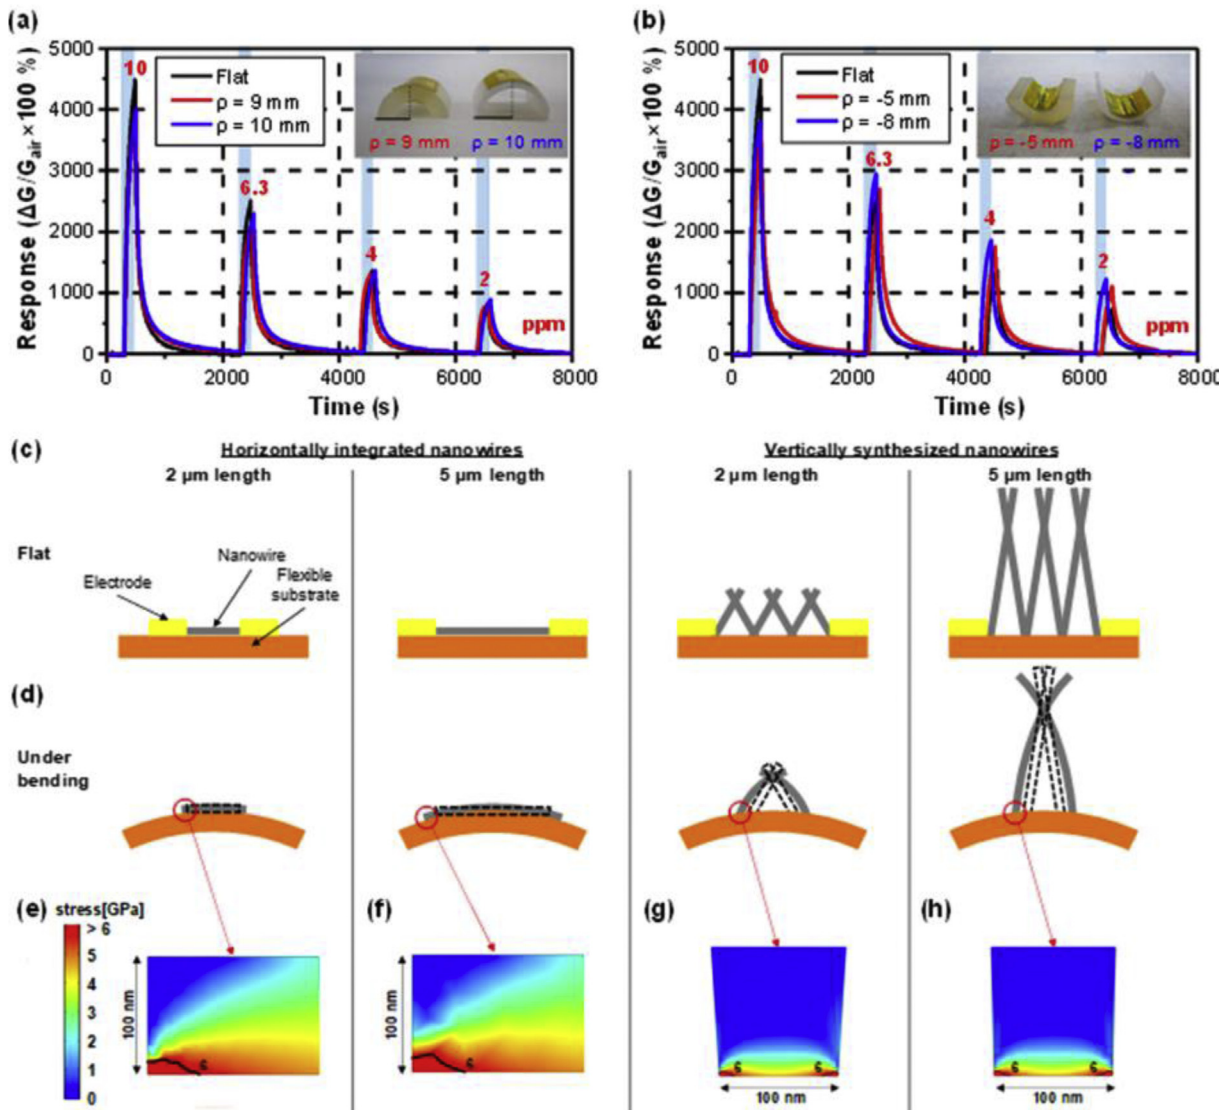 (a)
5000
4000
3000
2000
1000
0
Response (ΔG/Gair×100 %)
10
6.3
4
2
ppm
Flat
ρ = 9 mm
ρ = 10 mm
ρ = 9 mm ρ = 10 mm
0 2000 4000 6000 8000
Time (s)
(b)
5000
4000
3000
2000
1000
0
Response (ΔG/Gair×100 %)
10
6.3
4
2
ppm
Flat
ρ = -5 mm
ρ = -8 mm
ρ = -5 mm ρ = -8 mm
0 2000 4000 6000 8000
Time (s)
(c)
Horizontally integrated nanowires Vertically synthesized nanowires
2 μm length 5 μm length 2 μm length 5 μm length
Flat
Electrode
Nanowire
Flexible
substrate
(d)
Under
bending
(e) (f) (g) (h)
stress[GPa]
> 6
5
4
3
2
1
0
100 nm
6
100 nm
6
6 6
100 nm
6 6
100 nm